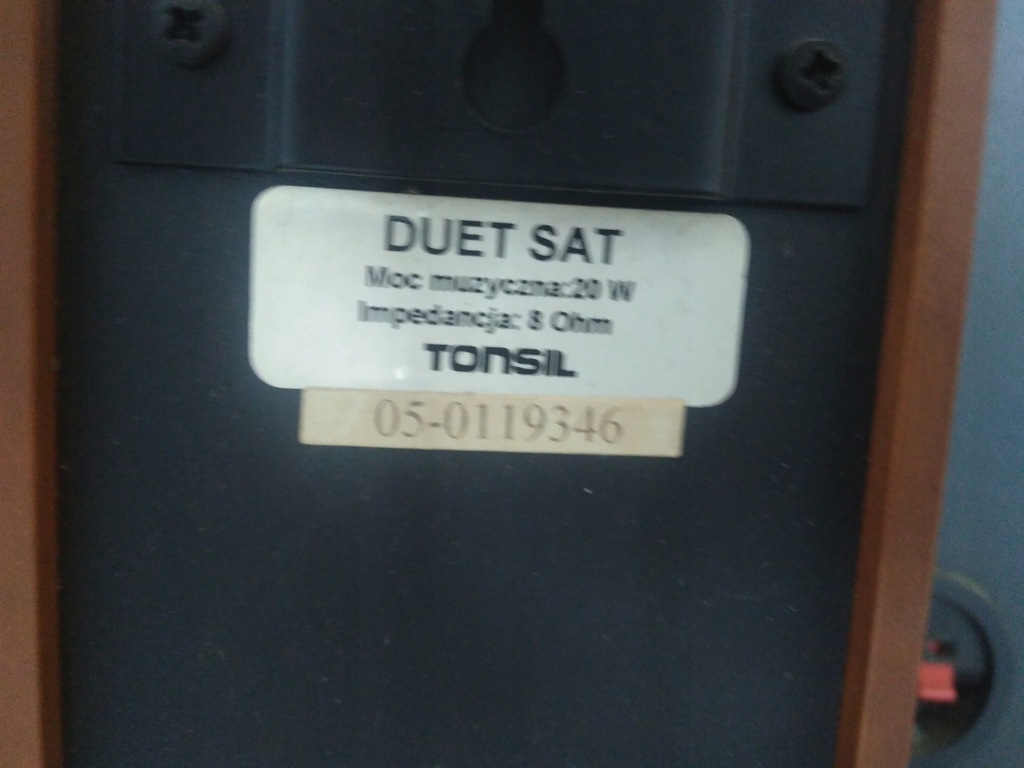 DUET SAT
Moc muzyczna:20 W
Impedancja: 8 Ohm
TONSIL
05-0119346